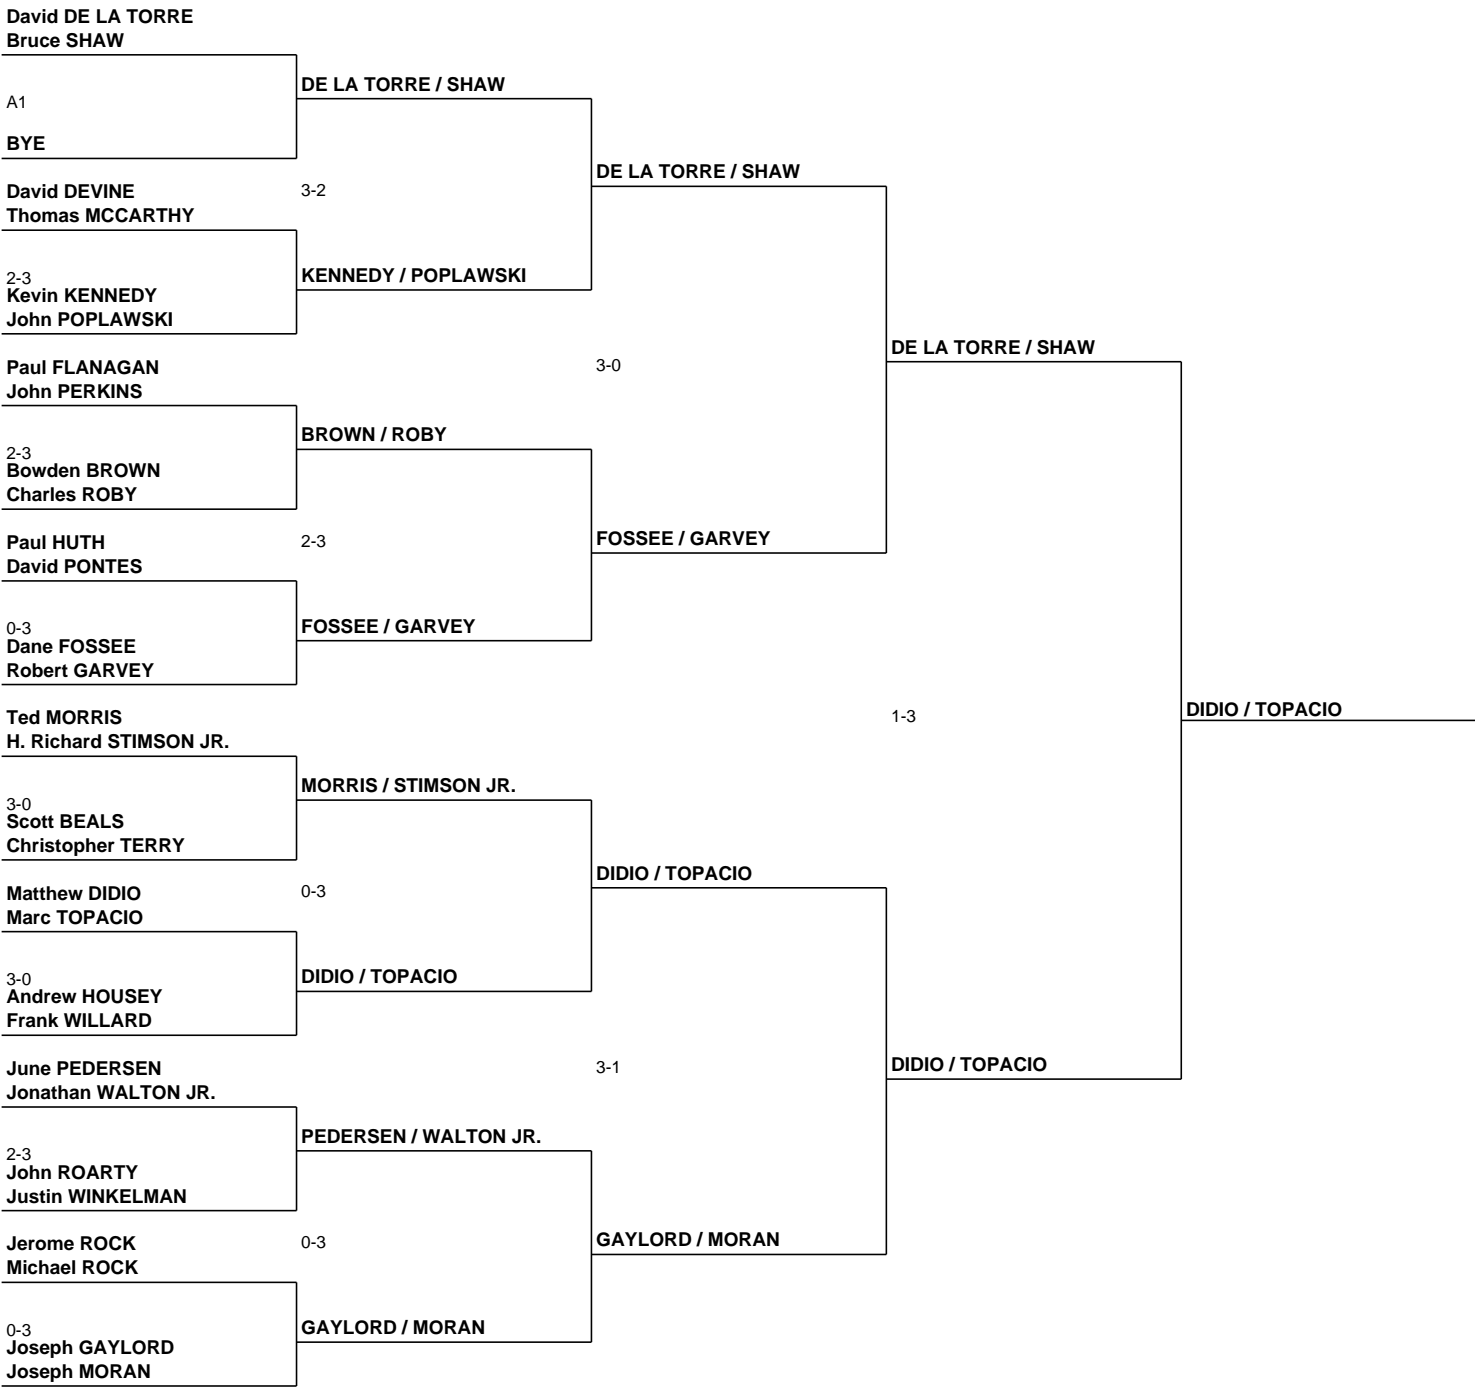 David DE LA TORRE
Bruce SHAW
A1
BYE
David DEVINE
Thomas MCCARTHY
2-3
Kevin KENNEDY
John POPLAWSKI
Paul FLANAGAN
John PERKINS
2-3
Bowden BROWN
Charles ROBY
Paul HUTH
David PONTES
0-3
Dane FOSSEE
Robert GARVEY
Ted MORRIS
H. Richard STIMSON JR.
3-0
Scott BEALS
Christopher TERRY
Matthew DIDIO
Marc TOPACIO
3-0
Andrew HOUSEY
Frank WILLARD
June PEDERSEN
Jonathan WALTON JR.
2-3
John ROARTY
Justin WINKELMAN
Jerome ROCK
Michael ROCK
0-3
Joseph GAYLORD
Joseph MORAN
DE LA TORRE / SHAW
3-2
KENNEDY / POPLAWSKI
BROWN / ROBY
2-3
FOSSEE / GARVEY
MORRIS / STIMSON JR.
0-3
DIDIO / TOPACIO
PEDERSEN / WALTON JR.
0-3
GAYLORD / MORAN
DE LA TORRE / SHAW
3-0
FOSSEE / GARVEY
DIDIO / TOPACIO
3-1
GAYLORD / MORAN
DE LA TORRE / SHAW
1-3
DIDIO / TOPACIO
DIDIO / TOPACIO